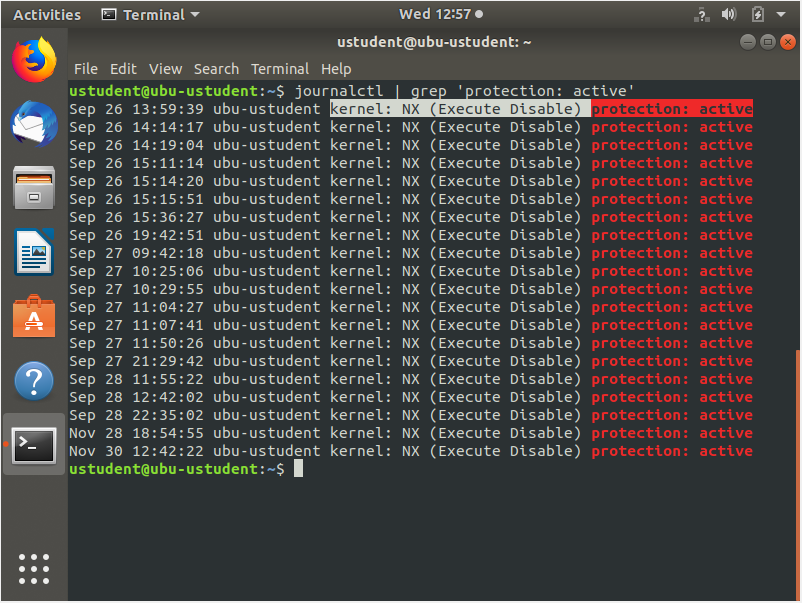 Activities Terminal Wed 12:57
ustudent@ubu-ustudent: ~
File Edit View Search Terminal Help
ustudent@ubu-ustudent:~$ journalctl | grep 'protection: active'
Sep 26 13:59:39 ubu-ustudent kernel: NX (Execute Disable) protection: active
Sep 26 14:14:17 ubu-ustudent kernel: NX (Execute Disable) protection: active
Sep 26 14:19:04 ubu-ustudent kernel: NX (Execute Disable) protection: active
Sep 26 15:11:14 ubu-ustudent kernel: NX (Execute Disable) protection: active
Sep 26 15:14:20 ubu-ustudent kernel: NX (Execute Disable) protection: active
Sep 26 15:15:51 ubu-ustudent kernel: NX (Execute Disable) protection: active
Sep 26 15:36:27 ubu-ustudent kernel: NX (Execute Disable) protection: active
Sep 26 19:42:51 ubu-ustudent kernel: NX (Execute Disable) protection: active
Sep 27 09:42:18 ubu-ustudent kernel: NX (Execute Disable) protection: active
Sep 27 10:25:06 ubu-ustudent kernel: NX (Execute Disable) protection: active
Sep 27 10:29:55 ubu-ustudent kernel: NX (Execute Disable) protection: active
Sep 27 11:04:27 ubu-ustudent kernel: NX (Execute Disable) protection: active
Sep 27 11:07:41 ubu-ustudent kernel: NX (Execute Disable) protection: active
Sep 27 11:50:26 ubu-ustudent kernel: NX (Execute Disable) protection: active
Sep 27 21:29:42 ubu-ustudent kernel: NX (Execute Disable) protection: active
Sep 28 11:55:22 ubu-ustudent kernel: NX (Execute Disable) protection: active
Sep 28 12:42:02 ubu-ustudent kernel: NX (Execute Disable) protection: active
Sep 28 22:35:02 ubu-ustudent kernel: NX (Execute Disable) protection: active
Nov 28 18:54:55 ubu-ustudent kernel: NX (Execute Disable) protection: active
Nov 30 12:42:22 ubu-ustudent kernel: NX (Execute Disable) protection: active
ustudent@ubu-ustudent:~$